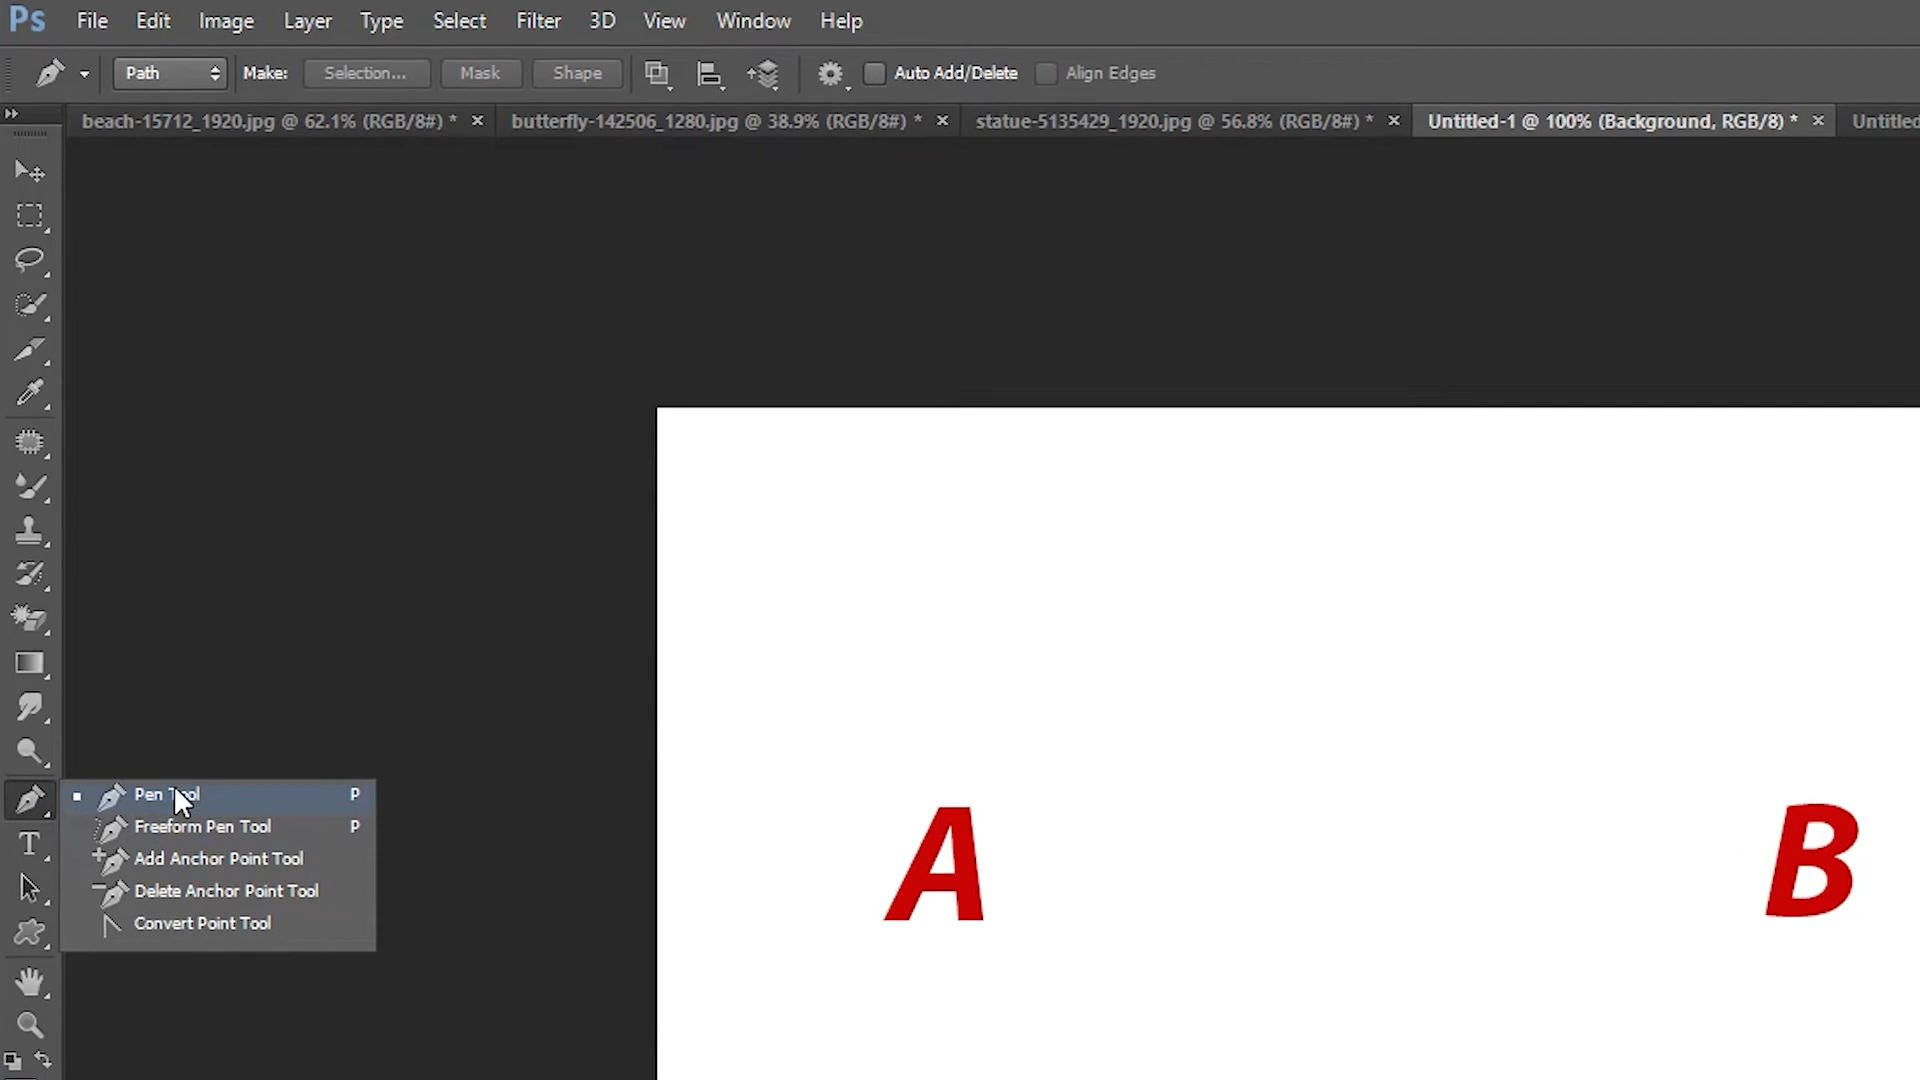 Ps File Edit Image Layer Type Select Filter 3D View Window Help
Path Make: Selection... Mask Shape Auto Add/Delete Align Edges
beach-15712_1920.jpg @ 62.1% (RGB/8#) * × butterfly-142506_1280.jpg @ 38.9% (RGB/8#) * × statue-5135429_1920.jpg @ 56.8% (RGB/8#) * × Untitled-1 @ 100% (Background, RGB/8) * × Untitled
Pen Tool P
Freeform Pen Tool P
Add Anchor Point Tool
Delete Anchor Point Tool
Convert Point Tool
T
A B